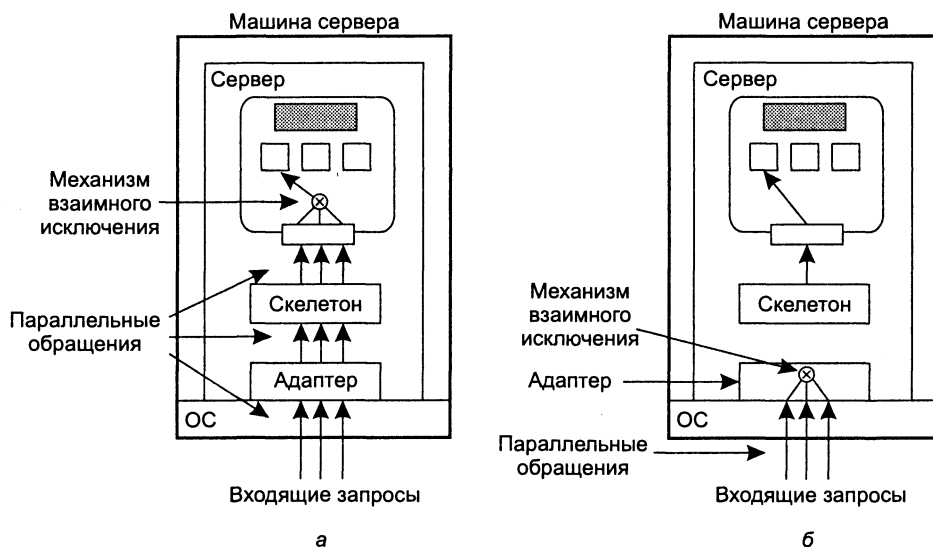 Машина сервера
Сервер
Механизм
взаимного
исключения
Скелетон
Параллельные
обращения
Адаптер
ОС
Входящие запросы
а
Машина сервера
Сервер
Механизм
взаимного
исключения
Скелетон
Адаптер
ОС
Параллельные
обращения
Входящие запросы
б